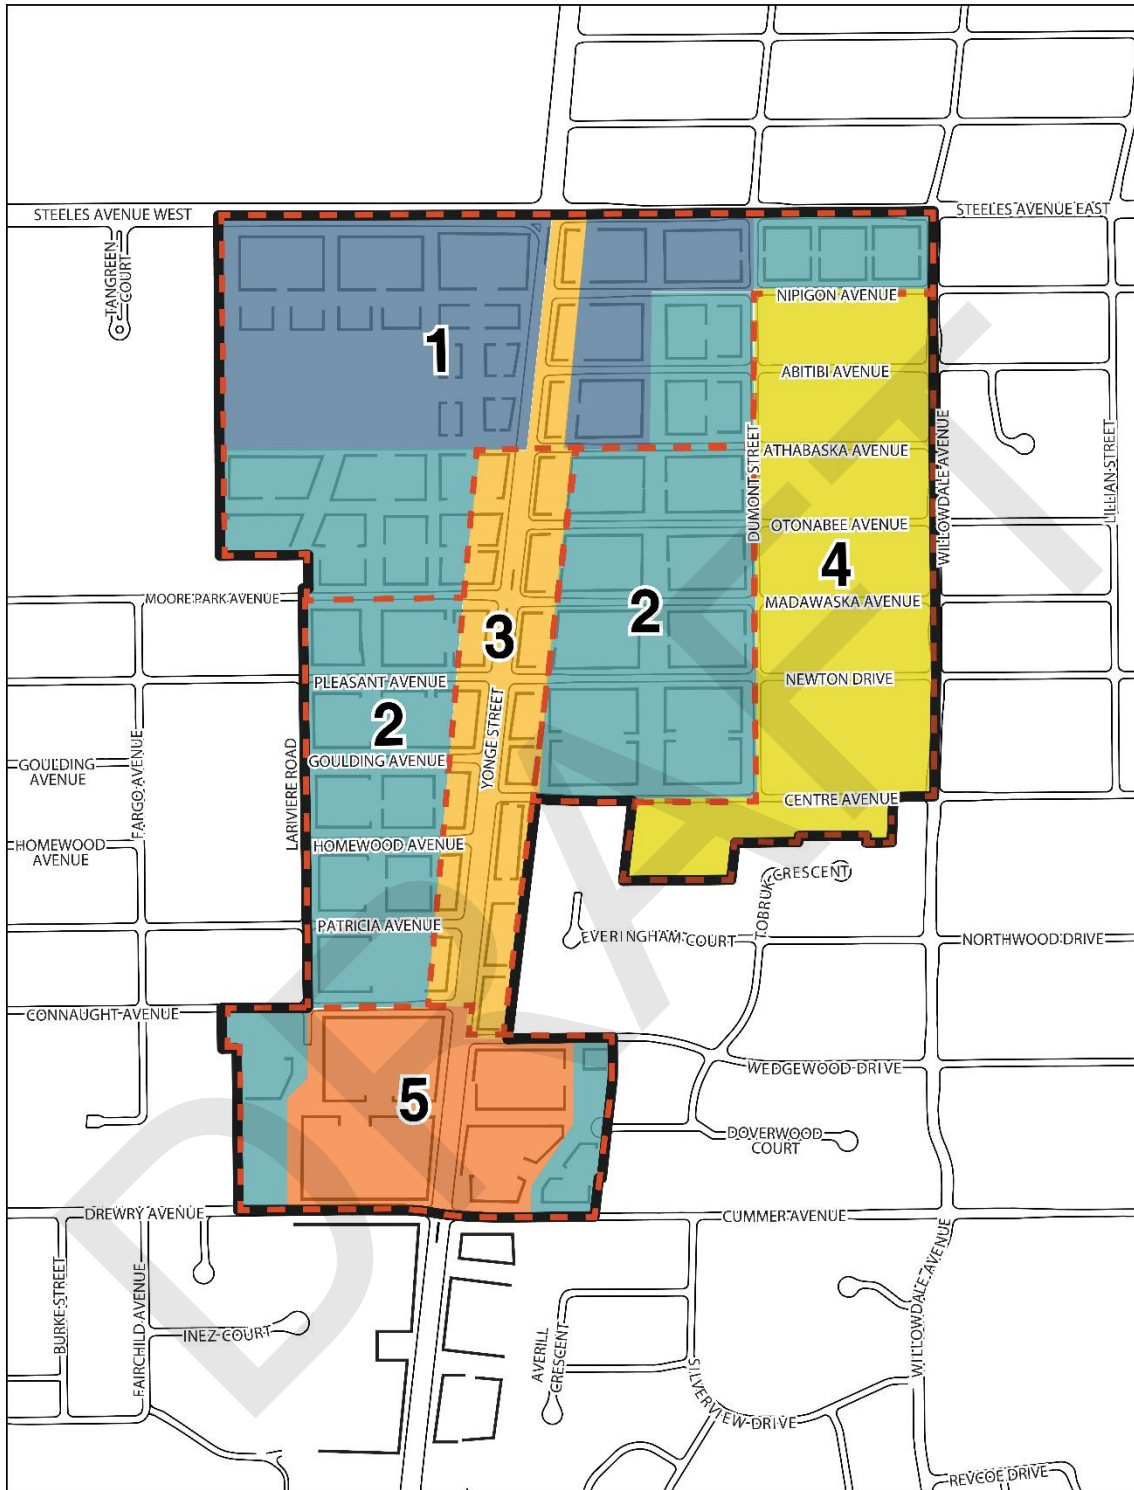 STEELES AVENUE WEST
STEELES AVENUE EAST
TANGREEN
COURT
NIPIGON AVENUE
1
ABITIBI AVENUE
DUMONT STREET
ATHABASKA AVENUE
WILLOWDALE AVENUE
LILLIAN STREET
OTONABEE AVENUE
4
MOORE PARK AVENUE
MADAWASKA AVENUE
2
3
PLEASANT AVENUE
NEWTON DRIVE
2
YONGE STREET
GOULDING
AVENUE
FARGO AVENUE
LARIVIERE ROAD
GOULDING AVENUE
CENTRE AVENUE
HOMEWOOD
AVENUE
HOMEWOOD AVENUE
TOBRUK
CRESCENT
PATRICIA AVENUE
EVERINGHAM COURT
NORTHWOOD DRIVE
CONNAUGHT AVENUE
WEDGEWOOD DRIVE
5
DOVERWOOD
COURT
DREWRY AVENUE
CUMMER AVENUE
BURKE STREET
FAIRCHILD AVENUE
INEZ COURT
AVERILL
CRESCENT
SILVERVIEW DRIVE
WILLOWDALE AVENUE
REVCOE DRIVE
DRAFT